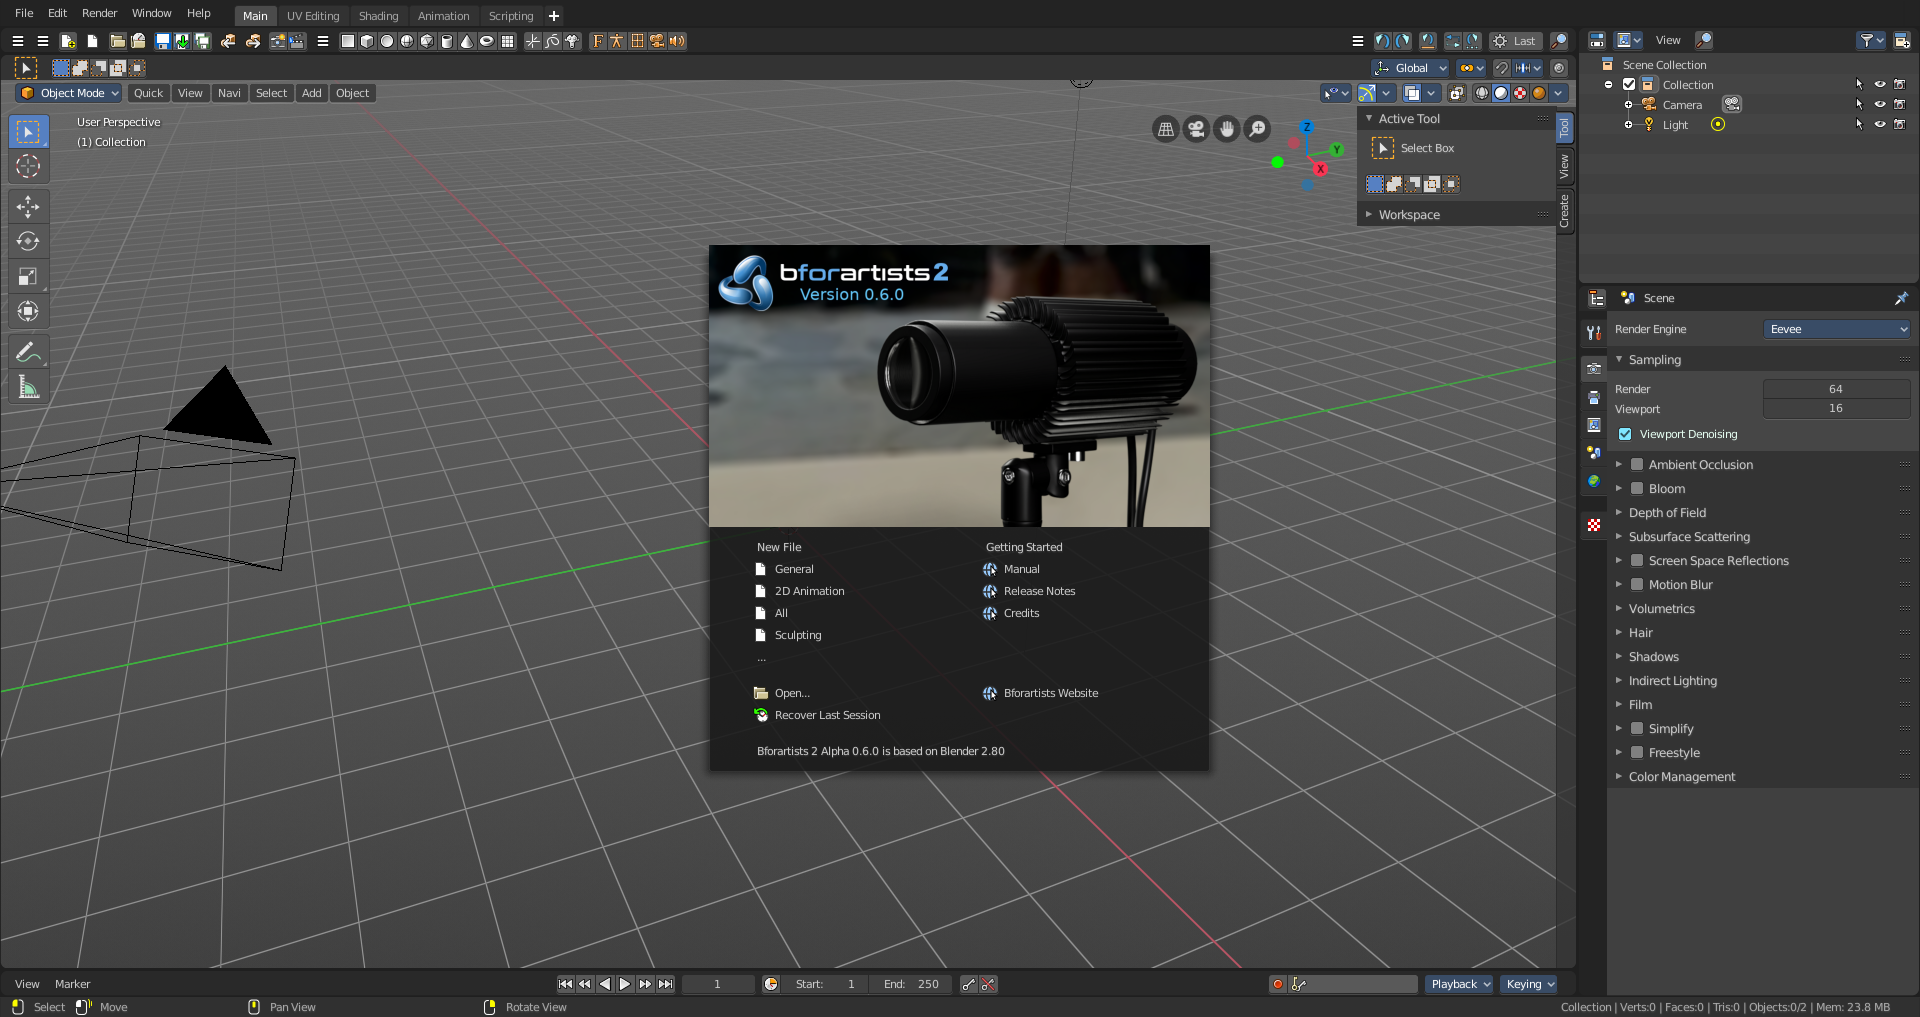 File Edit Render Window Help Main UV Editing Shading Animation Scripting
Last
View
Global
Object Mode Quick View Navi Select Add Object
User Perspective
(1) Collection
Z
Y
X
Active Tool
Select Box
Workspace
Tool
View
Create
Scene Collection
Collection
Camera
Light
Scene
Render Engine Eevee
Sampling
Render 64
Viewport 16
Viewport Denoising
Ambient Occlusion
Bloom
Depth of Field
Subsurface Scattering
Screen Space Reflections
Motion Blur
Volumetrics
Hair
Shadows
Indirect Lighting
Film
Simplify
Freestyle
Color Management
bforartists 2
Version 0.6.0
New File
General
2D Animation
All
Sculpting
...
Open...
Recover Last Session
Getting Started
Manual
Release Notes
Credits
Bforartists Website
Bforartists 2 Alpha 0.6.0 is based on Blender 2.80
View Marker 1 Start: 1 End: 250 Playback Keying
Select Move Pan View Rotate View Collection | Verts:0 | Faces:0 | Tris:0 | Objects:0/2 | Mem: 23.8 MB